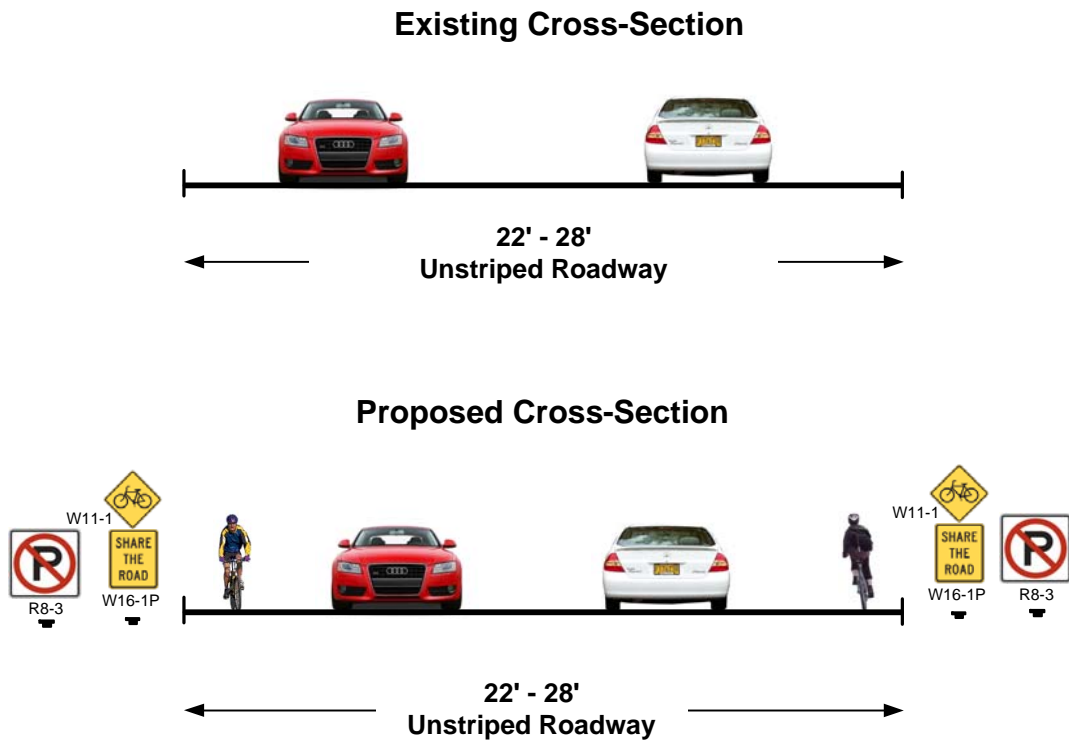 Existing Cross-Section
22' - 28'
Unstriped Roadway
Proposed Cross-Section
W11-1
SHARE
THE
ROAD
W16-1P
P
R8-3
W11-1
SHARE
THE
ROAD
W16-1P
P
R8-3
22' - 28'
Unstriped Roadway